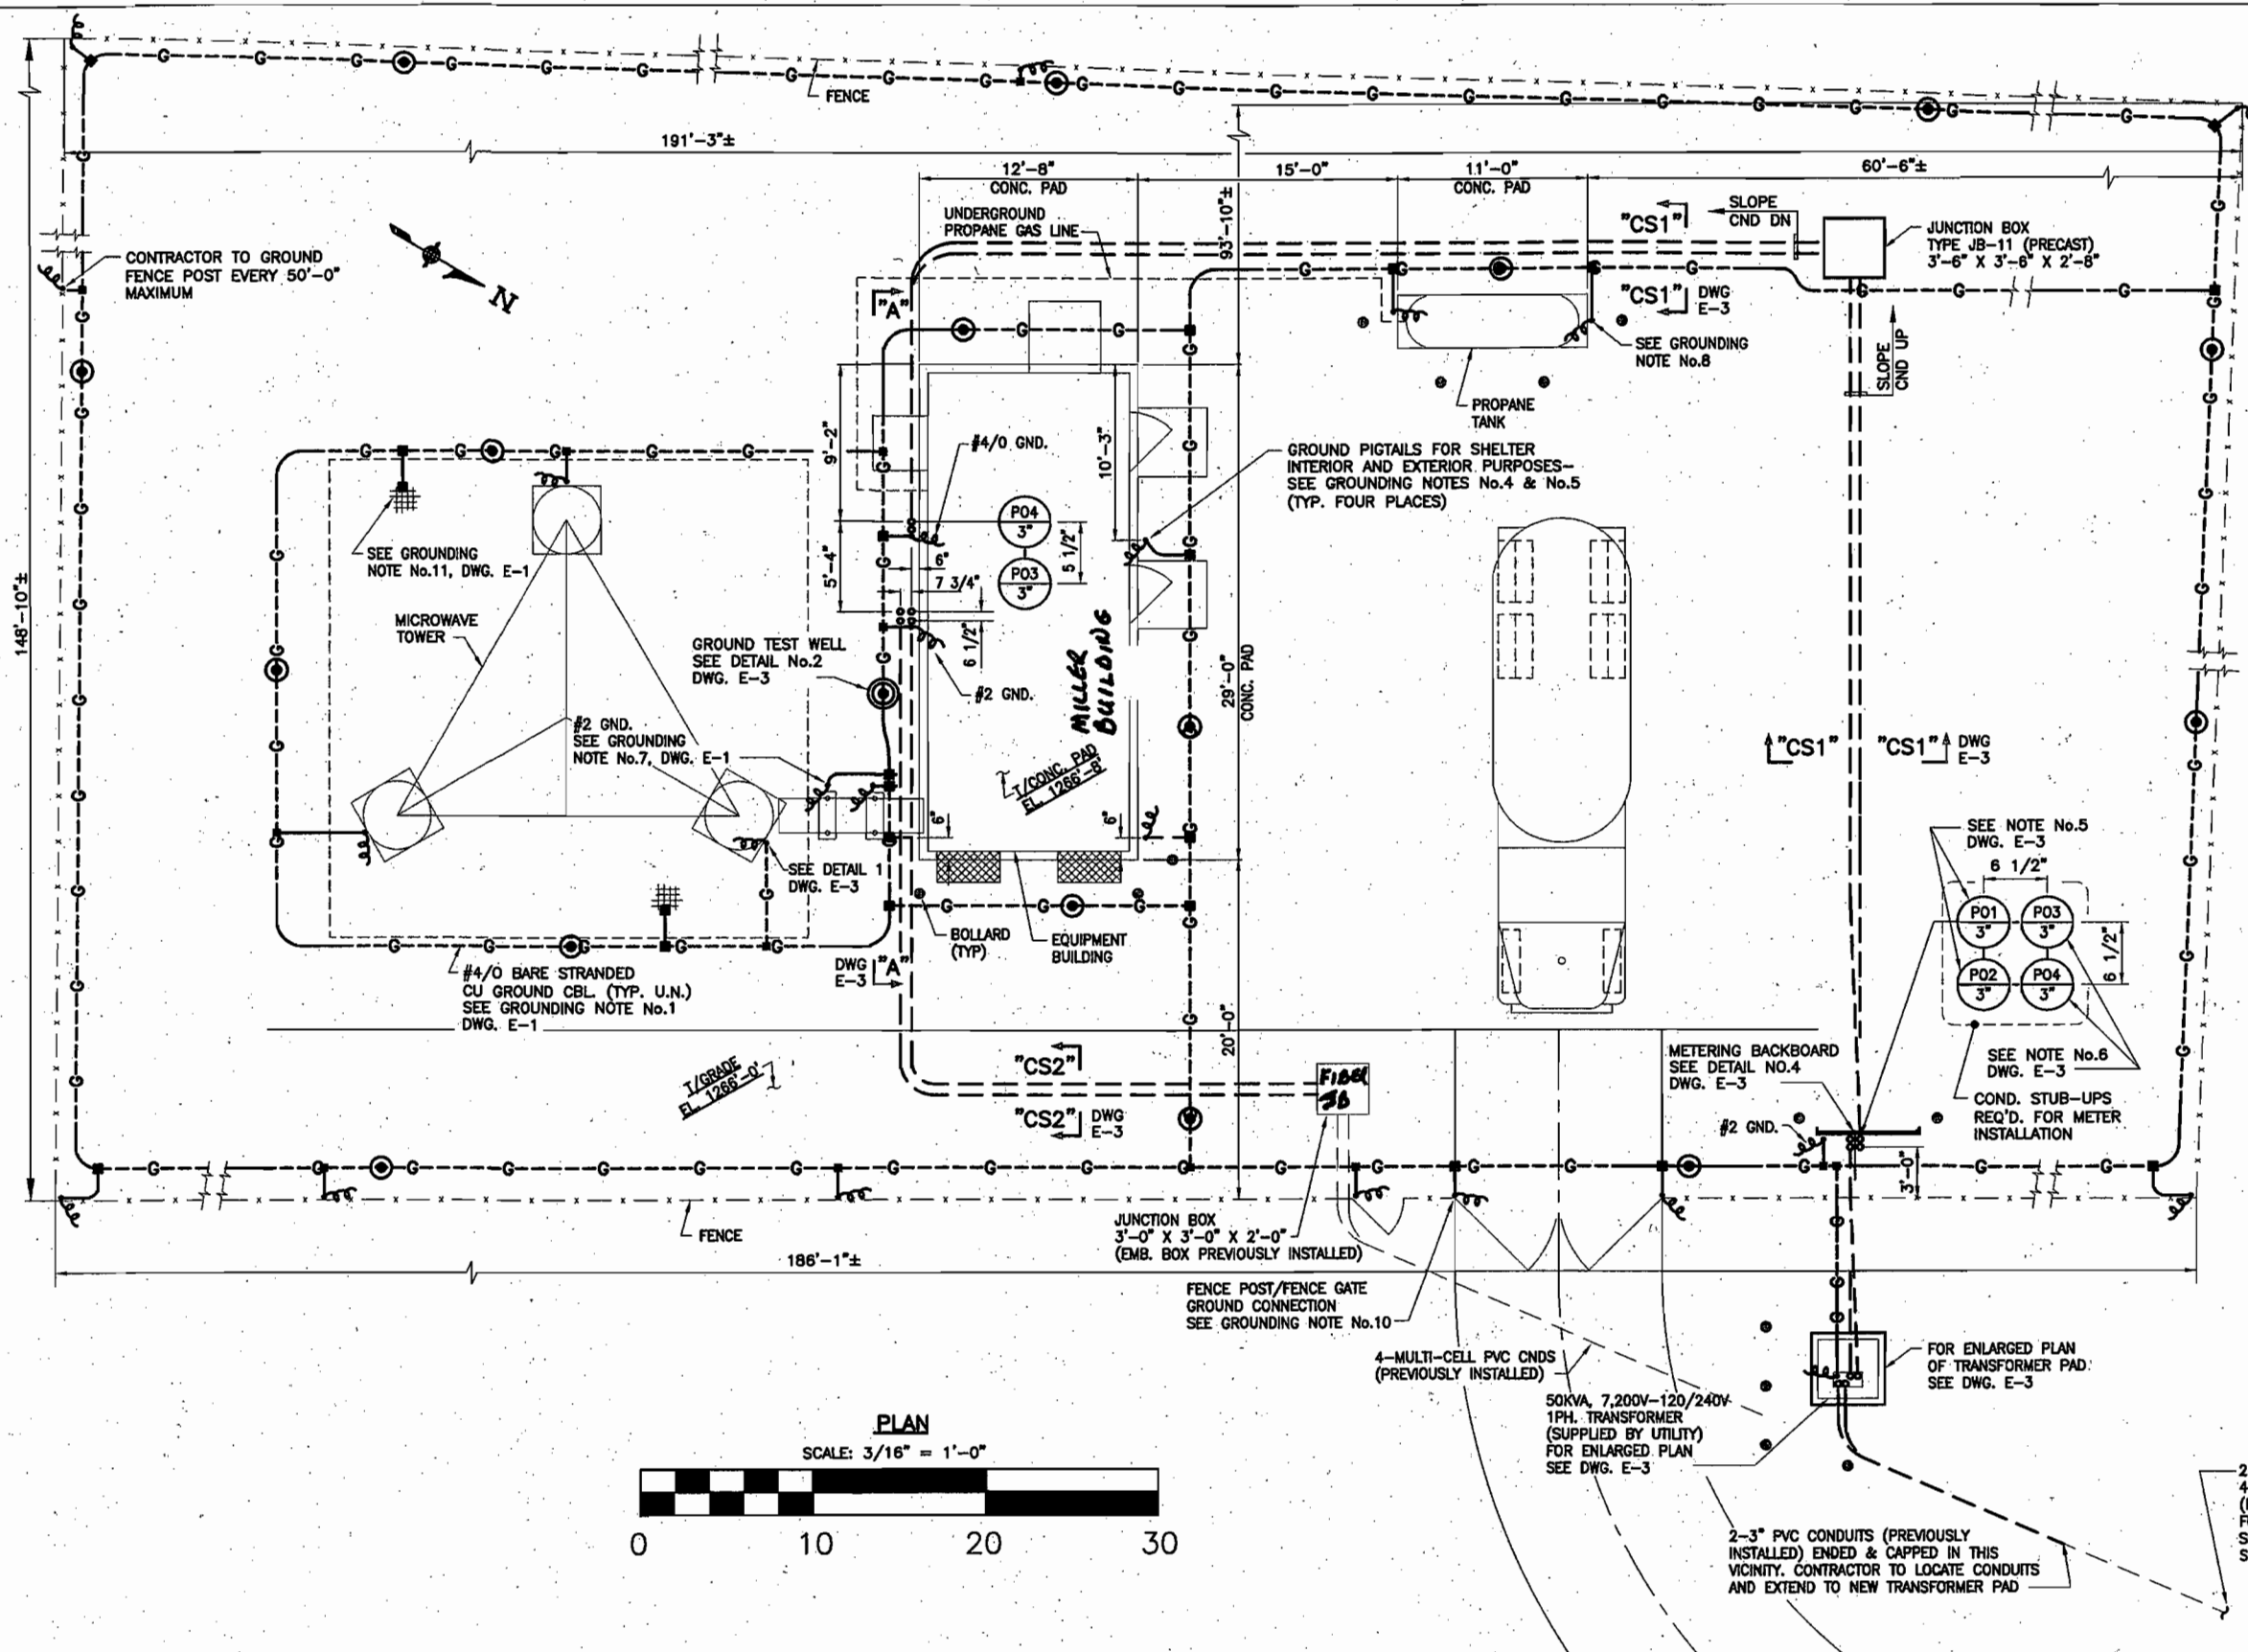 FENCE
191'-3"±
12'-8"
CONC. PAD
15'-0"
11'-0"
CONC. PAD
60'-6"±
93'-10"±
UNDERGROUND
PROPANE GAS LINE
"CS1"
SLOPE
CND DN
JUNCTION BOX
TYPE JB-11 (PRECAST)
3'-6" X 3'-6" X 2'-8"
CONTRACTOR TO GROUND
FENCE POST EVERY 50'-0"
MAXIMUM
N
"A"
"CS1"
DWG
E-3
SEE GROUNDING
NOTE No.8
SLOPE
CND UP
PROPANE
TANK
9'-2"
#4/0 GND.
10'-3"
GROUND PIGTAILS FOR SHELTER
INTERIOR AND EXTERIOR PURPOSES-
SEE GROUNDING NOTES No.4 & No.5
(TYP. FOUR PLACES)
P04
3"
P03
3"
5 1/2"
5'-4"
6"
7 3/4"
6 1/2"
SEE GROUNDING
NOTE No.11, DWG. E-1
148'-10"±
MICROWAVE
TOWER
GROUND TEST WELL
SEE DETAIL No.2
DWG. E-3
#2 GND.
MILLER
BUILDING
29'-0"
CONC. PAD
#2 GND.
SEE GROUNDING
NOTE No.7, DWG. E-1
T/CONC. PAD
EL. 1266'-8"
"CS1"
"CS1"
DWG
E-3
6"
6"
SEE DETAIL 1
DWG. E-3
SEE NOTE No.5
DWG. E-3
6 1/2"
P01
3"
P03
3"
P02
3"
P04
3"
6 1/2"
BOLLARD
(TYP)
EQUIPMENT
BUILDING
DWG
E-3
"A"
#4/0 BARE STRANDED
CU GROUND CBL. (TYP. U.N.)
SEE GROUNDING NOTE No.1
DWG. E-1
20'-0"
T/GRADE
EL. 1266'-0"
"CS2"
"CS2"
DWG
E-3
FIBER
JB
METERING BACKBOARD
SEE DETAIL NO.4
DWG. E-3
SEE NOTE No.6
DWG. E-3
COND. STUB-UPS
REQ'D. FOR METER
INSTALLATION
#2 GND.
3'-0"
FENCE
186'-1"±
JUNCTION BOX
3'-0" X 3'-0" X 2'-0"
(EMB. BOX PREVIOUSLY INSTALLED)
FENCE POST/FENCE GATE
GROUND CONNECTION
SEE GROUNDING NOTE No.10
4-MULTI-CELL PVC CNDS
(PREVIOUSLY INSTALLED)
FOR ENLARGED PLAN
OF TRANSFORMER PAD
SEE DWG. E-3
50KVA, 7,200V-120/240V
1PH. TRANSFORMER
(SUPPLIED BY UTILITY)
FOR ENLARGED PLAN
SEE DWG. E-3
2-3" PVC CONDUITS (PREVIOUSLY
INSTALLED) ENDED & CAPPED IN THIS
VICINITY. CONTRACTOR TO LOCATE CONDUITS
AND EXTEND TO NEW TRANSFORMER PAD
PLAN
SCALE: 3/16" = 1'-0"
0 10 20 30